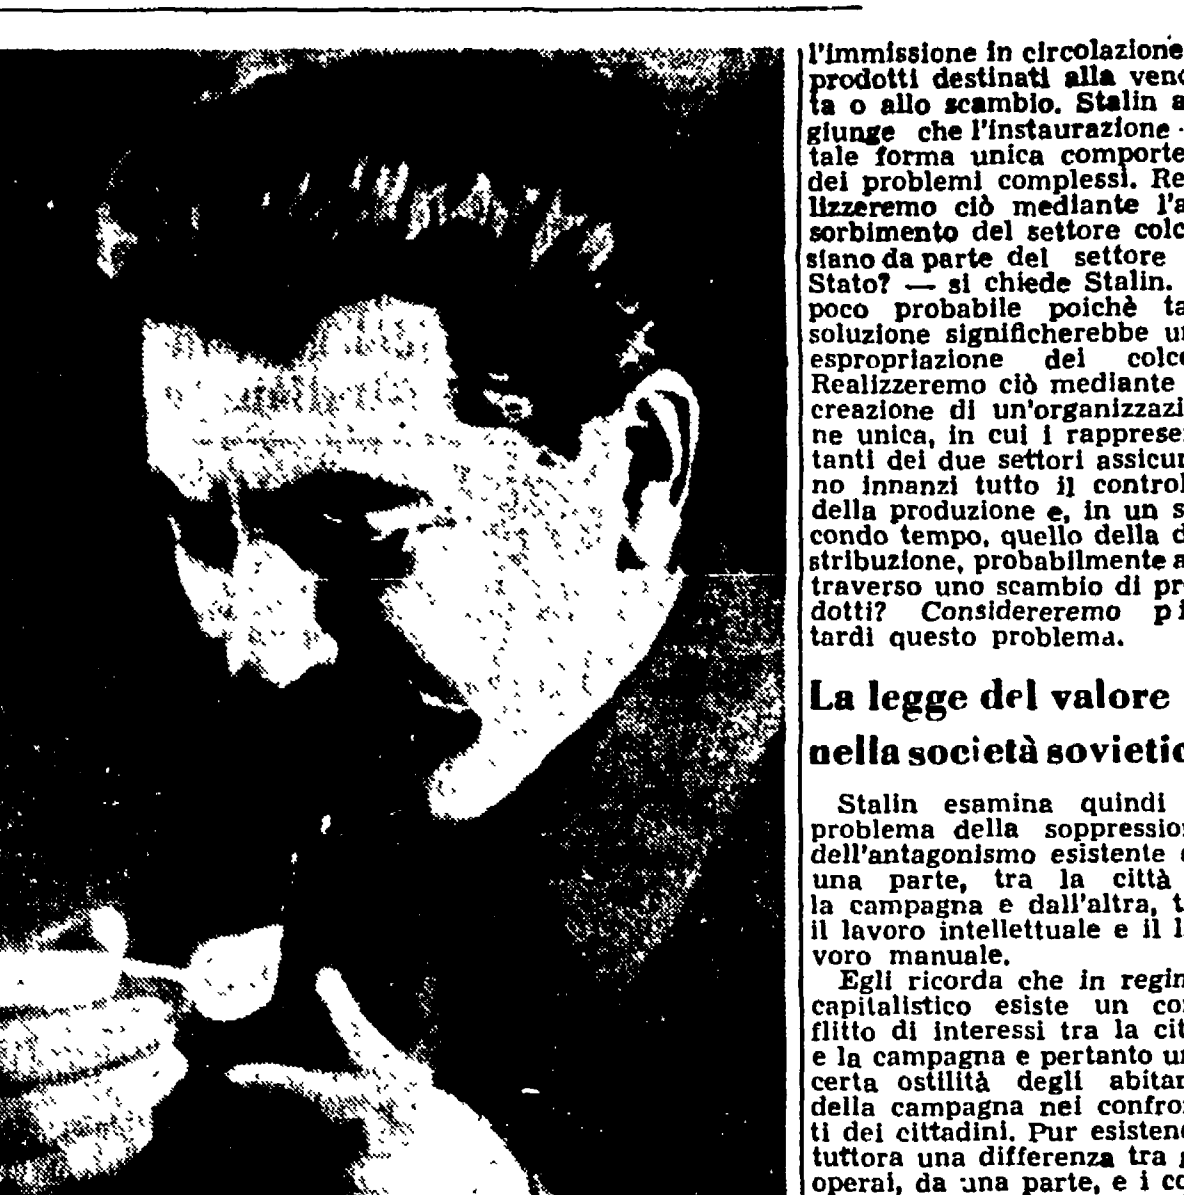 l'immissione in circolazione
prodotti destinati alla vend
ta o allo scambio. Stalin a
giunge che l'instaurazione
tale forma unica comporte
dei problemi complessi. Re
lizzeremo ciò mediante l'a
sorbimento del settore colc
siano da parte del settore
Stato? — si chiede Stalin.
poco probabile poichè ta
soluzione significherebbe un
espropriazione dei colco
Realizzeremo ciò mediante
creazione di un'organizzazi
ne unica, in cui i rappresen
tanti dei due settori assicur
no innanzi tutto il control
della produzione e, in un s
condo tempo, quello della d
stribuzione, probabilmente a
traverso uno scambio di pr
dotti? Considereremo pi
tardi questo problema.
La legge del valore
nella società sovietic
Stalin esamina quindi
problema della soppression
dell'antagonismo esistente
una parte, tra la città
la campagna e dall'altra, t
il lavoro intellettuale e il l
voro manuale.
Egli ricorda che in regim
capitalistico esiste un con
flitto di interessi tra la cit
e la campagna e pertanto un
certa ostilità degli abitan
della campagna nei confron
ti dei cittadini. Pur esistend
tuttora una differenza tra g
operai, da una parte, e i co